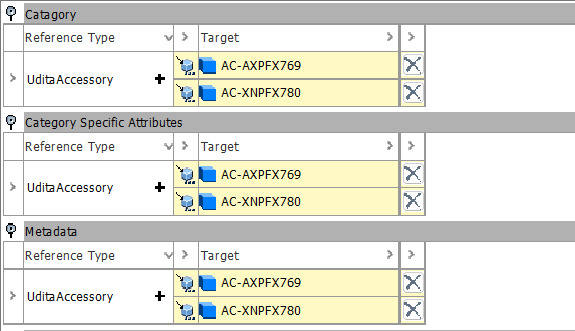 Catagory
Reference Type Target
UditaAccessory
AC-AXPFX769
AC-XNPFX780
Category Specific Attributes
Reference Type Target
UditaAccessory
AC-AXPFX769
AC-XNPFX780
Metadata
Reference Type Target
UditaAccessory
AC-AXPFX769
AC-XNPFX780